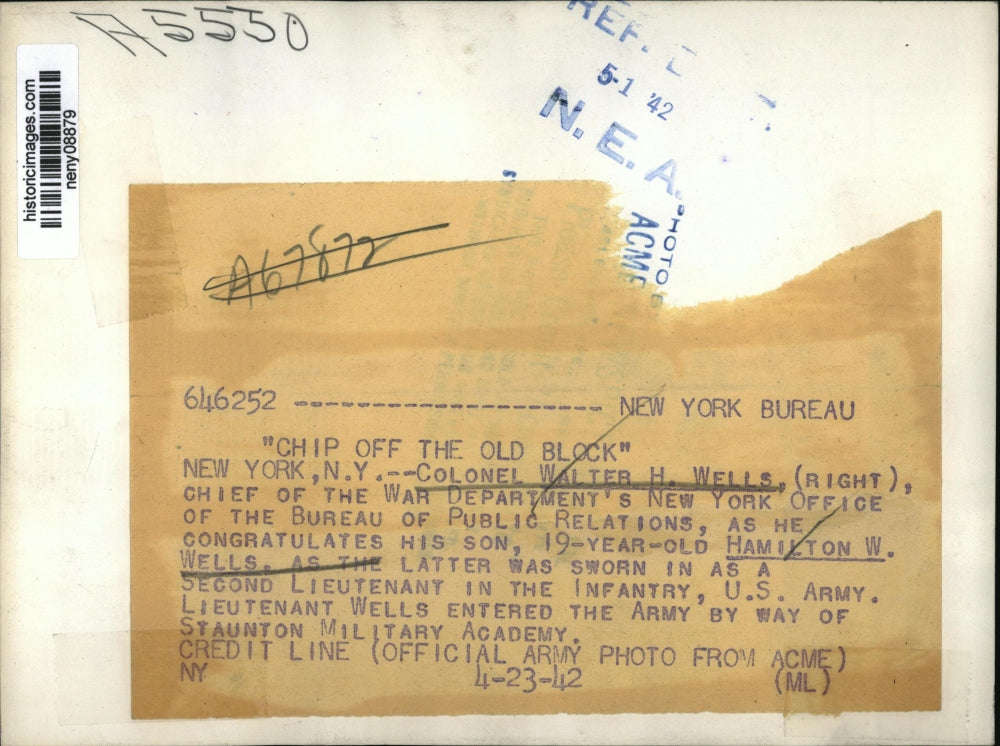 A5550
REF.
5-1 '42
N. E. A.
historicimages.com
neny08879
PHOTO
ACME
A67872
646252 ---------------------- NEW YORK BUREAU
"CHIP OFF THE OLD BLOCK"
NEW YORK,N.Y.--COLONEL WALTER H. WELLS,(RIGHT),
CHIEF OF THE WAR DEPARTMENT'S NEW YORK OFFICE
OF THE BUREAU OF PUBLIC RELATIONS, AS HE
CONGRATULATES HIS SON, 19-YEAR-OLD HAMILTON W.
WELLS, AS THE LATTER WAS SWORN IN AS A
SECOND LIEUTENANT IN THE INFANTRY, U.S. ARMY.
LIEUTENANT WELLS ENTERED THE ARMY BY WAY OF
STAUNTON MILITARY ACADEMY.
CREDIT LINE (OFFICIAL ARMY PHOTO FROM ACME)
NY 4-23-42 (ML)